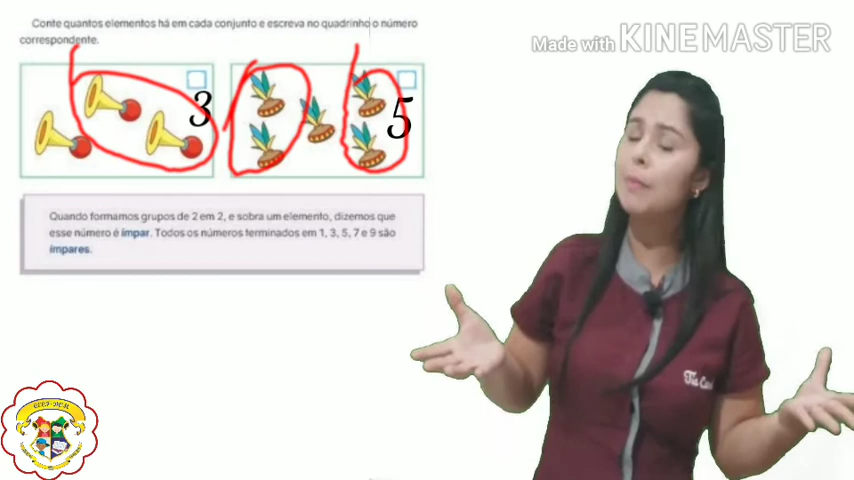 Conte quantos elementos há em cada conjunto e escreva no quadrinho o número
correspondente.
Made with KINEMASTER
3
5
Quando formamos grupos de 2 em 2, e sobra um elemento, dizemos que
esse número é ímpar. Todos os números terminados em 1, 3, 5, 7 e 9 são
ímpares.
Tia